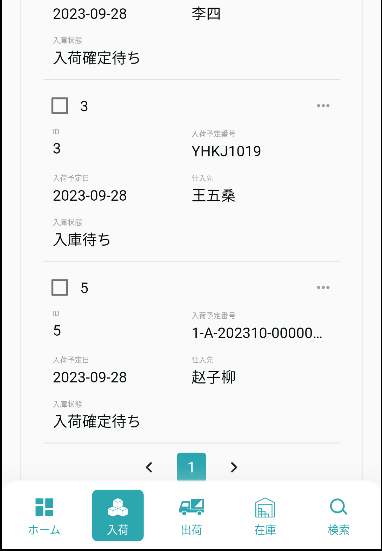 2023-09-28 李四
入庫状態
入荷確定待ち
3
ID 入荷予定番号
3 YHKJ1019
入荷予定日 仕入先
2023-09-28 王五桑
入庫状態
入庫待ち
5
ID 入荷予定番号
5 1-A-202310-00000...
入荷予定日 仕入先
2023-09-28 赵子柳
入庫状態
入荷確定待ち
1
ホーム 入荷 出荷 在庫 検索